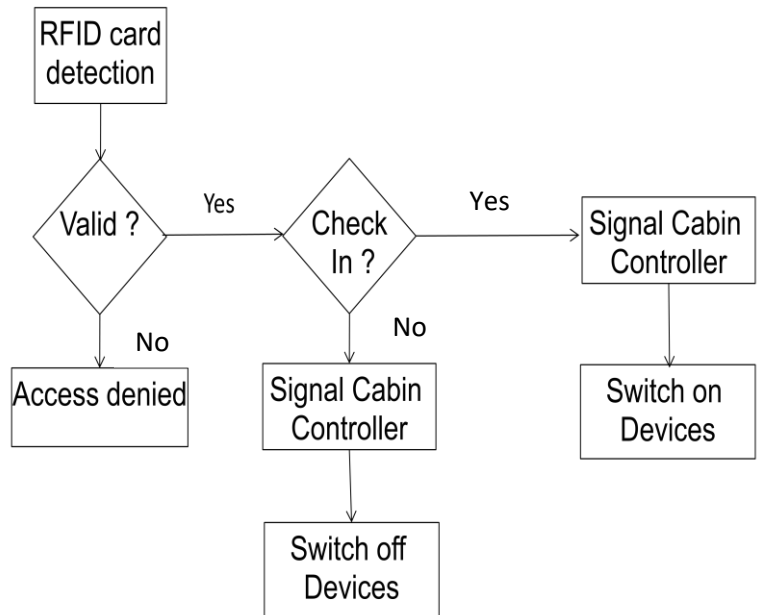 RFID card
detection
Valid ?
Yes
Check
In ?
Yes
Signal Cabin
Controller
No
Access denied
No
Signal Cabin
Controller
Switch on
Devices
Switch off
Devices